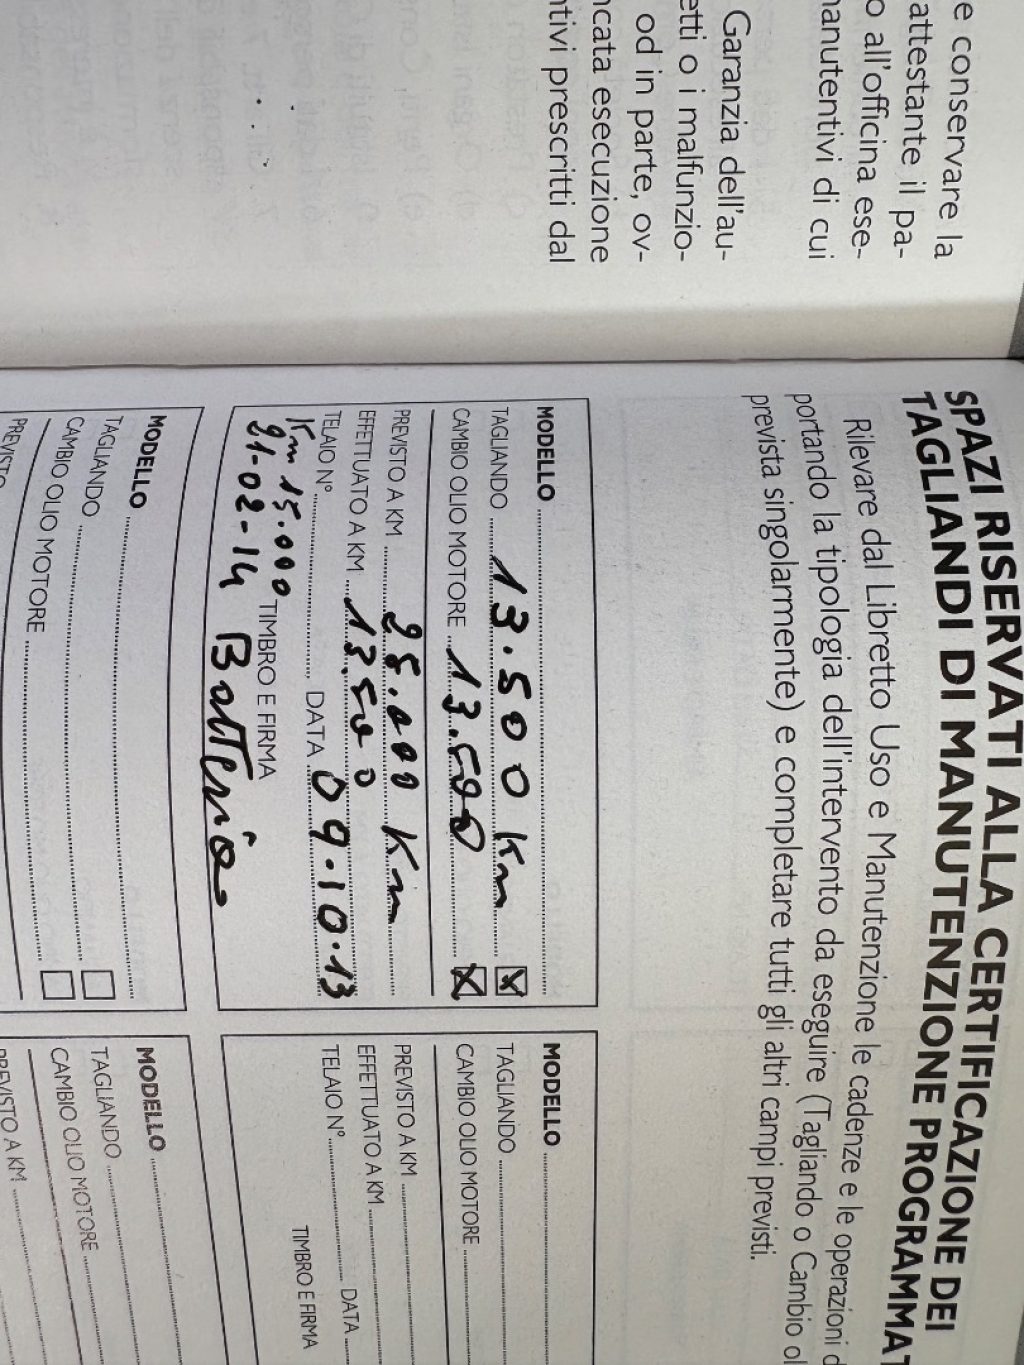 e conservare la
attestante il pa-
o all'officina ese-
manutentivi di cui
Garanzia dell'au-
etti o i malfunzio-
od in parte, ov-
ncata esecuzione
ntivi prescritti dal
SPAZI RISERVATI ALLA CERTIFICAZIONE DEI
TAGLIANDI DI MANUTENZIONE PROGRAMMAT
Rilevare dal Libretto Uso e Manutenzione le cadenze e le operazioni d
portando la tipologia dell'intervento da eseguire (Tagliando o Cambio ol
prevista singolarmente) e completare tutti gli altri campi previsti.
MODELLO
TAGLIANDO 13.500 Km
CAMBIO OLIO MOTORE 13.500
PREVISTO A KM 25.000 Km
EFFETTUATO A KM 13.500
TELAIO N° DATA 09.10.13
Km 15.000 TIMBRO E FIRMA
21-02-14 Batteria
MODELLO
TAGLIANDO
CAMBIO OLIO MOTORE
PREVISTO A KM
EFFETTUATO A KM
TELAIO N° DATA
TIMBRO E FIRMA
MODELLO
TAGLIANDO
CAMBIO OLIO MOTORE
PREVISTO
MODELLO
TAGLIANDO
CAMBIO OLIO MOTORE
PREVISTO A KM